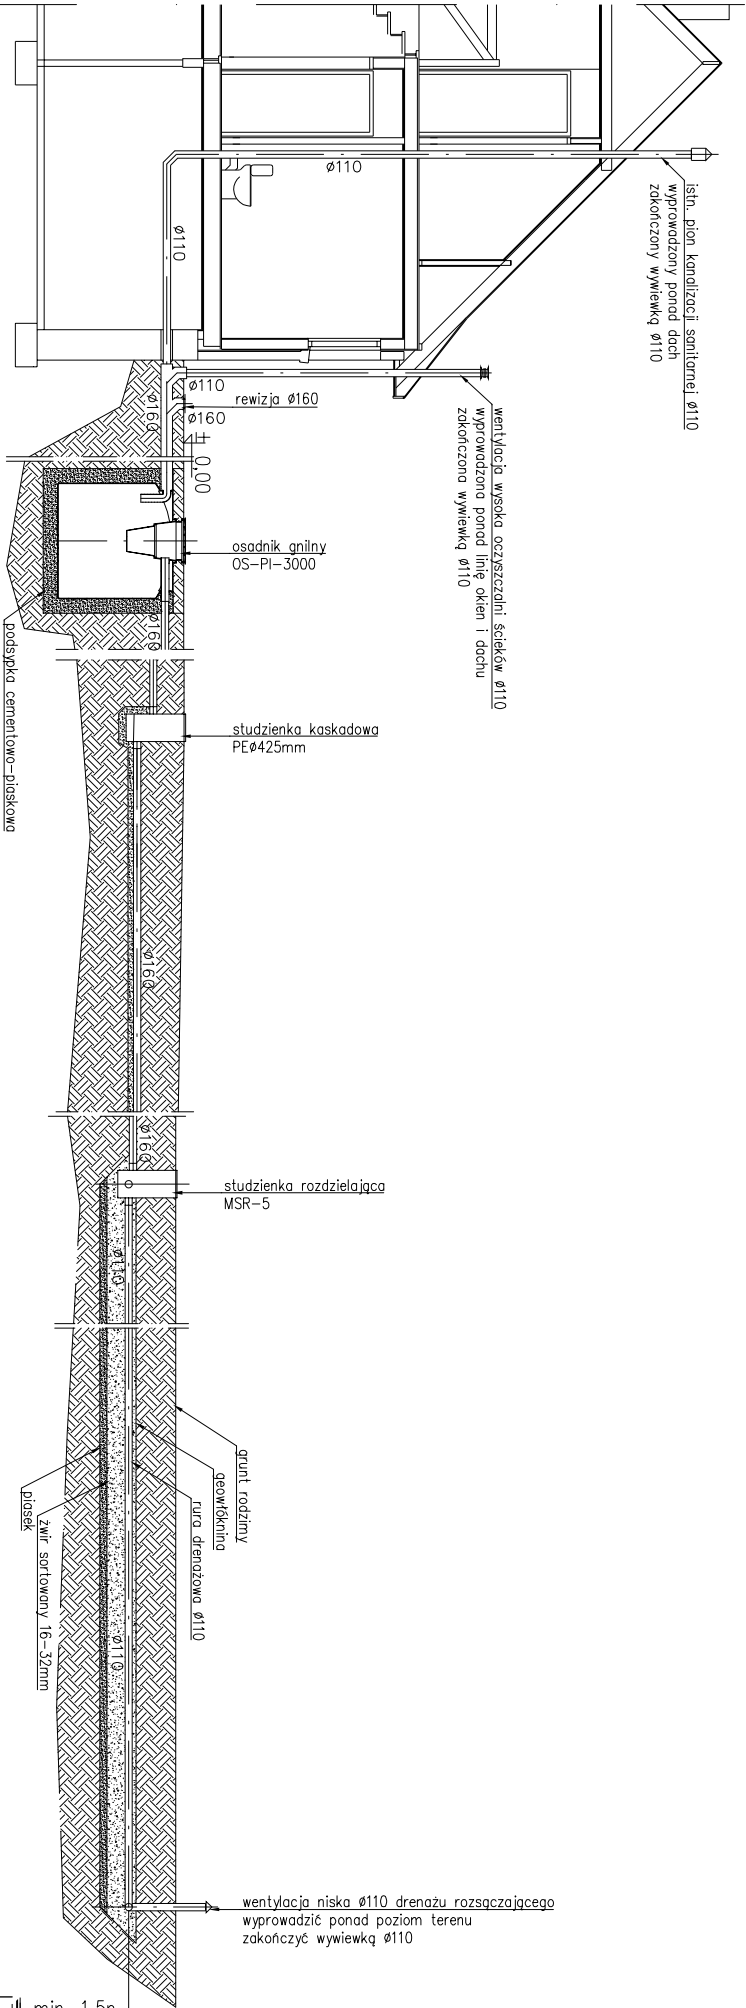 istn. pion kanalizacji sanitarnej ø110
wyprowadzony ponad dach
zakończony wywiewką ø110
ø110
ø110
wentylacja wysoka oczyszczalni ścieków ø110
wyprowadzona ponad linię okien i dachu
zakończona wywiewką ø110
ø110
rewizja ø160
ø160
ø160
± 0,00
osadnik gnilny
OS-PI-3000
podsypka cementowo-piaskowa
ø160
studzienka kaskadowa
PEø425mm
ø160
ø160
studzienka rozdzielająca
MSR-5
ø110
grunt rodzimy
geowłóknina
rura drenażowa ø110
piasek
żwir sortowany 16-32mm
ø110
wentylacja niska ø110 drenażu rozsączającego
wyprowadzić ponad poziom terenu
zakończyć wywiewką ø110
min. 1,5